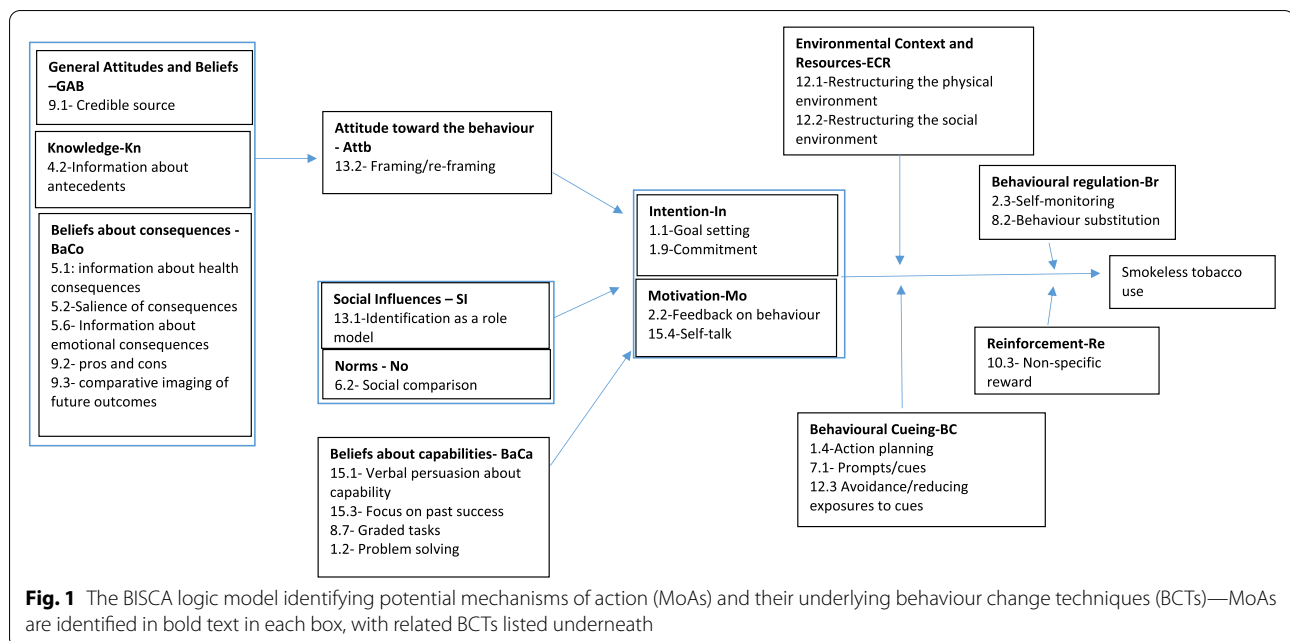 General Attitudes and Beliefs
–GAB
9.1- Credible source
Knowledge-Kn
4.2-Information about
antecedents
Beliefs about consequences -
BaCo
5.1: information about health
consequences
5.2-Salience of consequences
5.6- Information about
emotional consequences
9.2- pros and cons
9.3- comparative imaging of
future outcomes
Attitude toward the behaviour
- Attb
13.2- Framing/re-framing
Social Influences – SI
13.1-Identification as a role
model
Norms - No
6.2- Social comparison
Beliefs about capabilities- BaCa
15.1- Verbal persuasion about
capability
15.3- Focus on past success
8.7- Graded tasks
1.2- Problem solving
Intention-In
1.1-Goal setting
1.9-Commitment
Motivation-Mo
2.2-Feedback on behaviour
15.4-Self-talk
Environmental Context and
Resources-ECR
12.1-Restructuring the physical
environment
12.2-Restructuring the social
environment
Behavioural regulation-Br
2.3-Self-monitoring
8.2-Behaviour substitution
Smokeless tobacco
use
Reinforcement-Re
10.3- Non-specific
reward
Behavioural Cueing-BC
1.4-Action planning
7.1- Prompts/cues
12.3 Avoidance/reducing
exposures to cues
Fig. 1 The BISCA logic model identifying potential mechanisms of action (MoAs) and their underlying behaviour change techniques (BCTs)—MoAs
are identified in bold text in each box, with related BCTs listed underneath